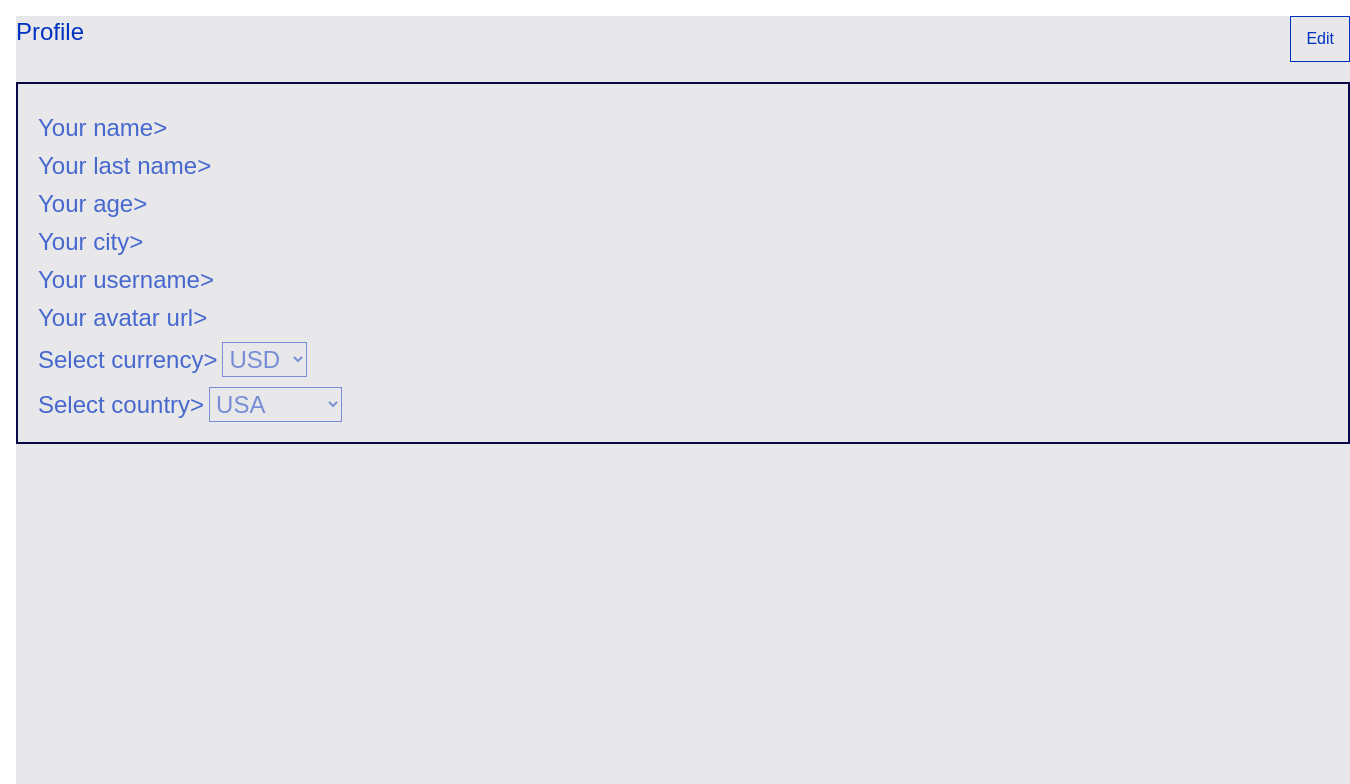 Profile
Edit
Your name>
Your last name>
Your age>
Your city>
Your username>
Your avatar url>
Select currency> USD
Select country> USA